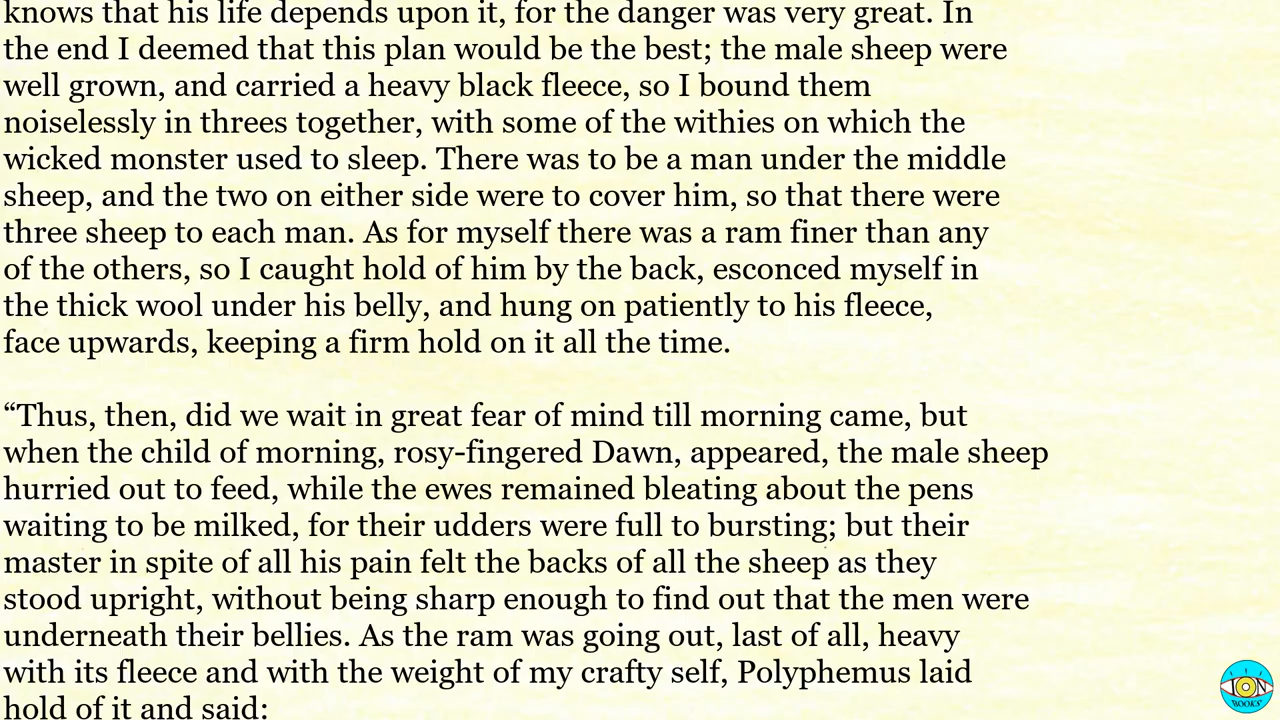 knows that his life depends upon it, for the danger was very great. In
the end I deemed that this plan would be the best; the male sheep were
well grown, and carried a heavy black fleece, so I bound them
noiselessly in threes together, with some of the withies on which the
wicked monster used to sleep. There was to be a man under the middle
sheep, and the two on either side were to cover him, so that there were
three sheep to each man. As for myself there was a ram finer than any
of the others, so I caught hold of him by the back, esconced myself in
the thick wool under his belly, and hung on patiently to his fleece,
face upwards, keeping a firm hold on it all the time.
“Thus, then, did we wait in great fear of mind till morning came, but
when the child of morning, rosy-fingered Dawn, appeared, the male sheep
hurried out to feed, while the ewes remained bleating about the pens
waiting to be milked, for their udders were full to bursting; but their
master in spite of all his pain felt the backs of all the sheep as they
stood upright, without being sharp enough to find out that the men were
underneath their bellies. As the ram was going out, last of all, heavy
with its fleece and with the weight of my crafty self, Polyphemus laid
hold of it and said:
ION
BOOKS